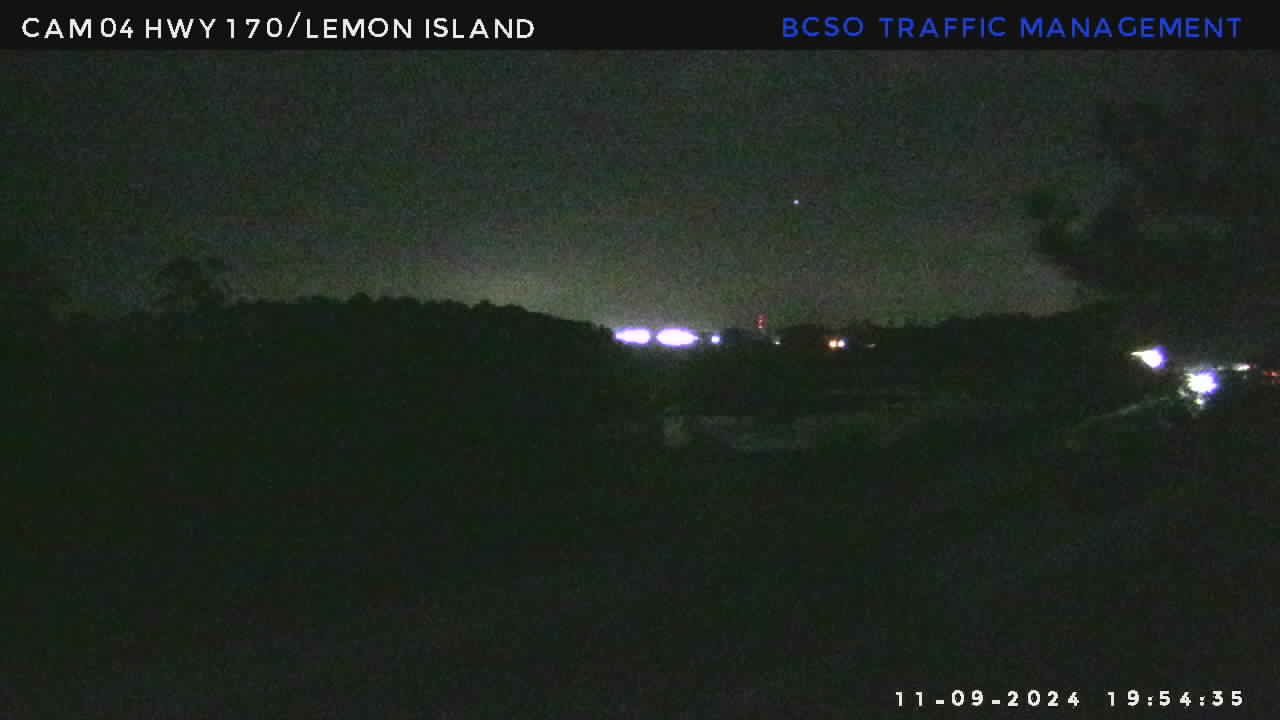 CAM04 HWY 170/LEMON ISLAND
BCSO TRAFFIC MANAGEMENT
11-09-2024 19:54:35